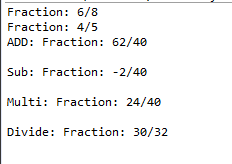 Fraction: 6/8
Fraction: 4/5
ADD: Fraction: 62/40
Sub: Fraction: -2/40
Multi: Fraction: 24/40
Divide: Fraction: 30/32